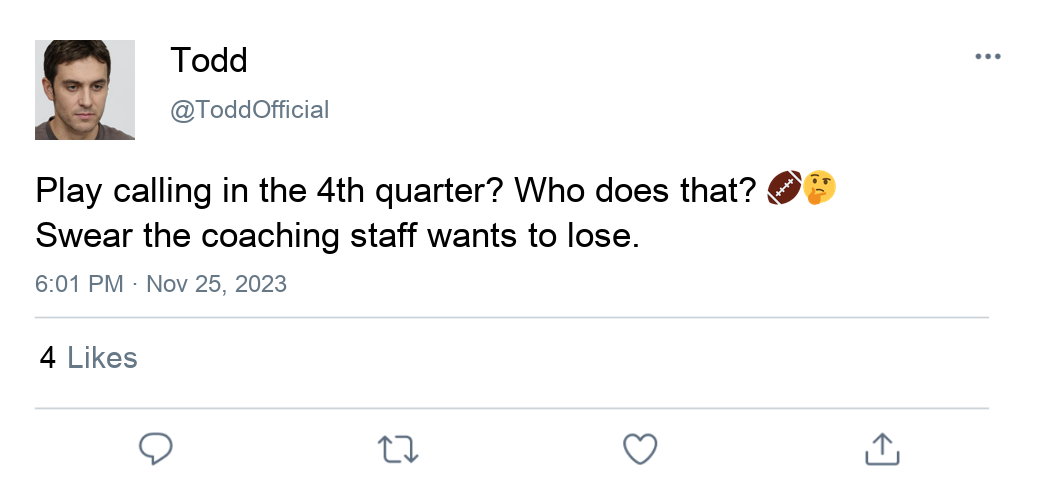 Todd
@ToddOfficial
Play calling in the 4th quarter? Who does that? 🏈🤔
Swear the coaching staff wants to lose.
6:01 PM · Nov 25, 2023
4 Likes